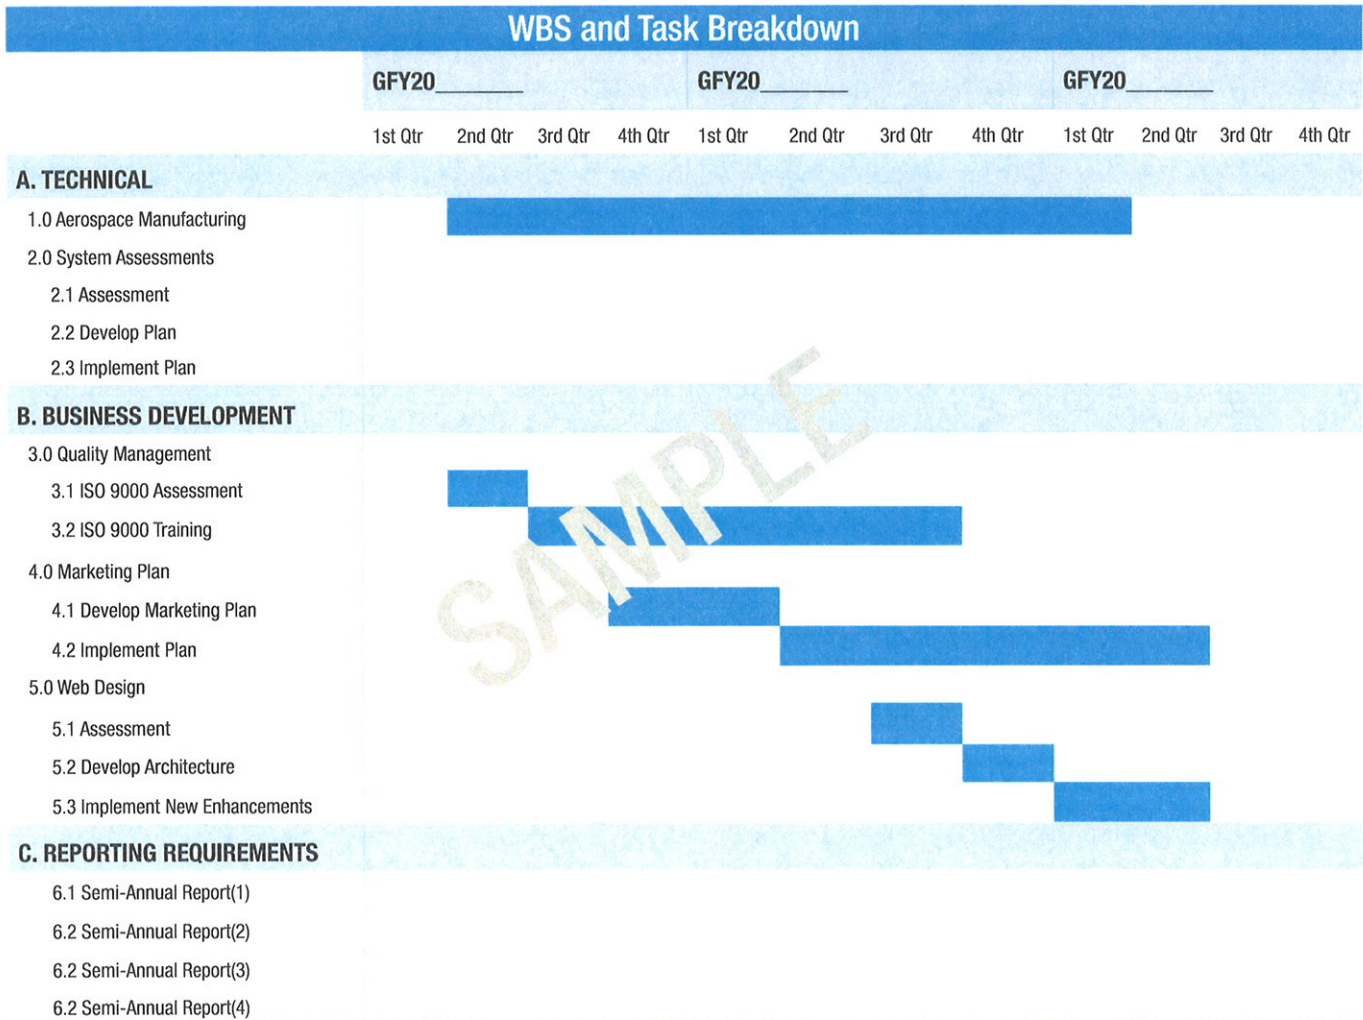 WBS and Task Breakdown
GFY20______ GFY20______ GFY20______
1st Qtr 2nd Qtr 3rd Qtr 4th Qtr 1st Qtr 2nd Qtr 3rd Qtr 4th Qtr 1st Qtr 2nd Qtr 3rd Qtr 4th Qtr
A. TECHNICAL
1.0 Aerospace Manufacturing
2.0 System Assessments
2.1 Assessment
2.2 Develop Plan
2.3 Implement Plan
B. BUSINESS DEVELOPMENT
3.0 Quality Management
3.1 ISO 9000 Assessment
3.2 ISO 9000 Training
4.0 Marketing Plan
4.1 Develop Marketing Plan
4.2 Implement Plan
5.0 Web Design
5.1 Assessment
5.2 Develop Architecture
5.3 Implement New Enhancements
C. REPORTING REQUIREMENTS
6.1 Semi-Annual Report(1)
6.2 Semi-Annual Report(2)
6.2 Semi-Annual Report(3)
6.2 Semi-Annual Report(4)
SAMPLE